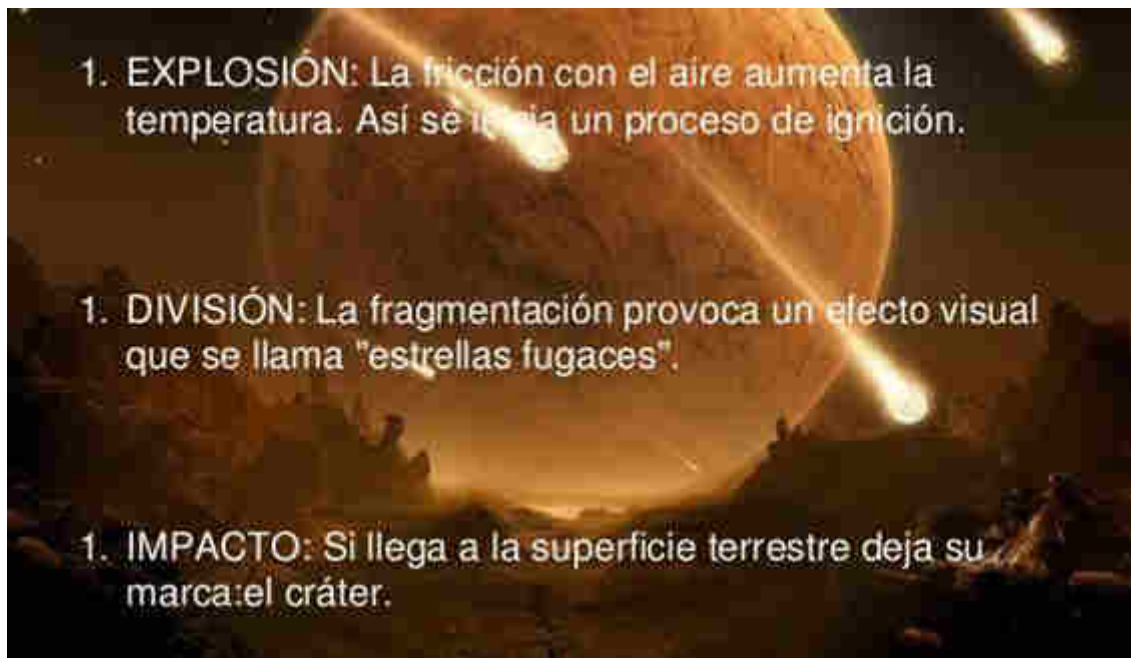 1. EXPLOSIÓN: La fricción con el aire aumenta la
temperatura. Así se inicia un proceso de ignición.
1. DIVISIÓN: La fragmentación provoca un efecto visual
que se llama "estrellas fugaces".
1. IMPACTO: Si llega a la superficie terrestre deja su
marca:el cráter.